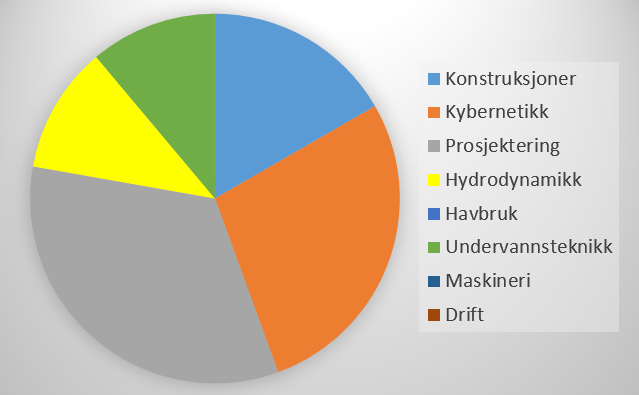 Konstruksjoner
Kybernetikk
Prosjektering
Hydrodynamikk
Havbruk
Undervannsteknikk
Maskineri
Drift